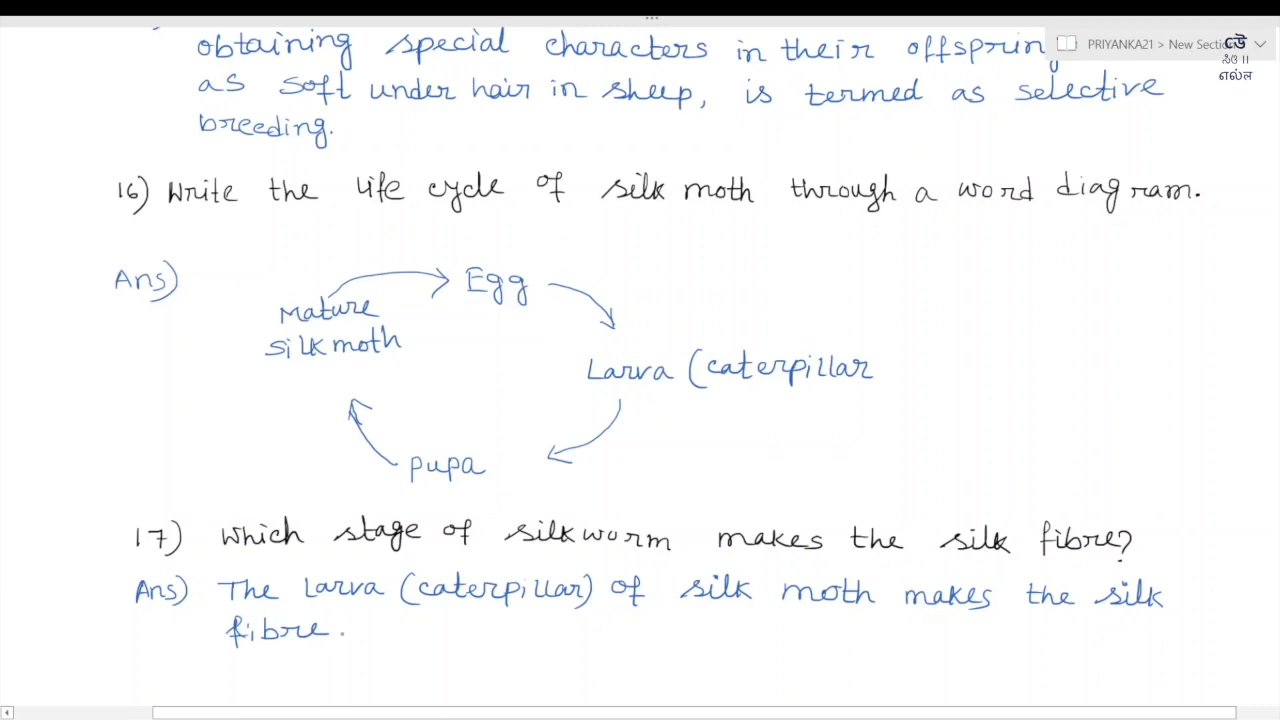 obtaining special characters in their offspring
as soft under hair in sheep, is termed as selective
breeding.
PRIYANKA21 > New Section
16) Write the life cycle of silk moth through a word diagram.
Ans)
Egg
Mature
silk moth
Larva (caterpillar
pupa
17) Which stage of silkworm makes the silk fibre?
Ans) The Larva (caterpillar) of silk moth makes the silk
fibre.